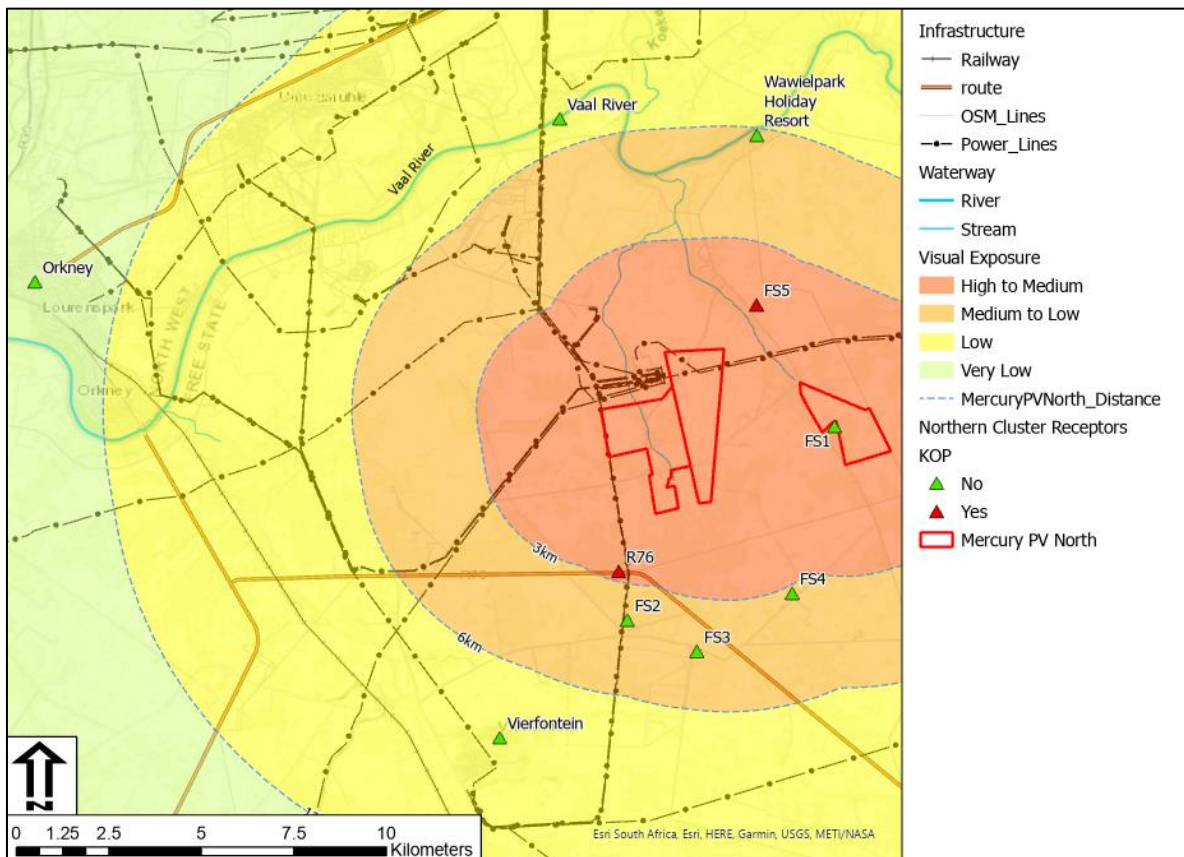 Vaal River
Wawielpark
Holiday
Resort
Vaal River
Orkney
Lourenspark
NORTH WEST
FREE STATE
Orkney
FS5
FS1
3km
R76
FS4
FS2
FS3
6km
Vierfontein
N
0 1.25 2.5 5 7.5 10
Kilometers
Esri South Africa, Esri, HERE, Garmin, USGS, METI/NASA
Infrastructure
Railway
route
OSM_Lines
Power_Lines
Waterway
River
Stream
Visual Exposure
High to Medium
Medium to Low
Low
Very Low
MercuryPVNorth_Distance
Northern Cluster Receptors
KOP
No
Yes
Mercury PV North